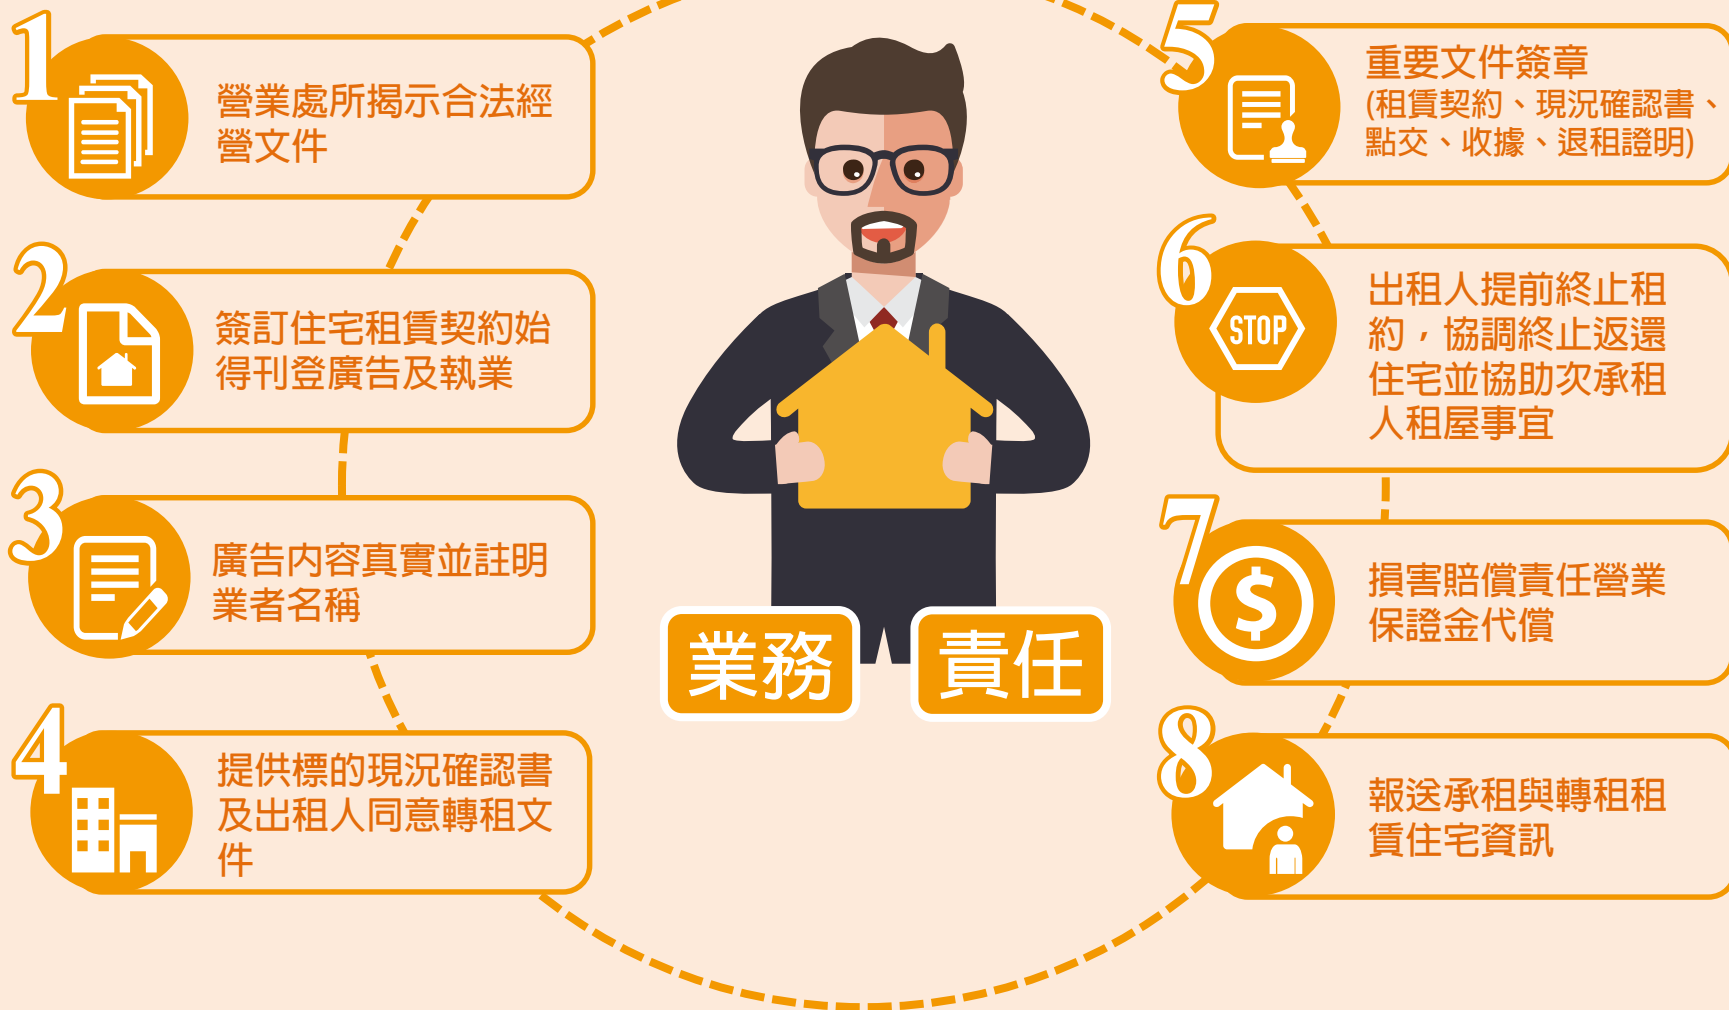 1
營業處所揭示合法經
營文件
2
簽訂住宅租賃契約始
得刊登廣告及執業
3
廣告内容真實並註明
業者名稱
4
提供標的現況確認書
及出租人同意轉租文
件
業務 責任
5
重要文件簽章
(租賃契約、現況確認書、
點交、收據、退租證明)
6
STOP
出租人提前終止租
約，協調終止返還
住宅並協助次承租
人租屋事宜
7
$
損害賠償責任營業
保證金代償
8
報送承租與轉租租
賃住宅資訊